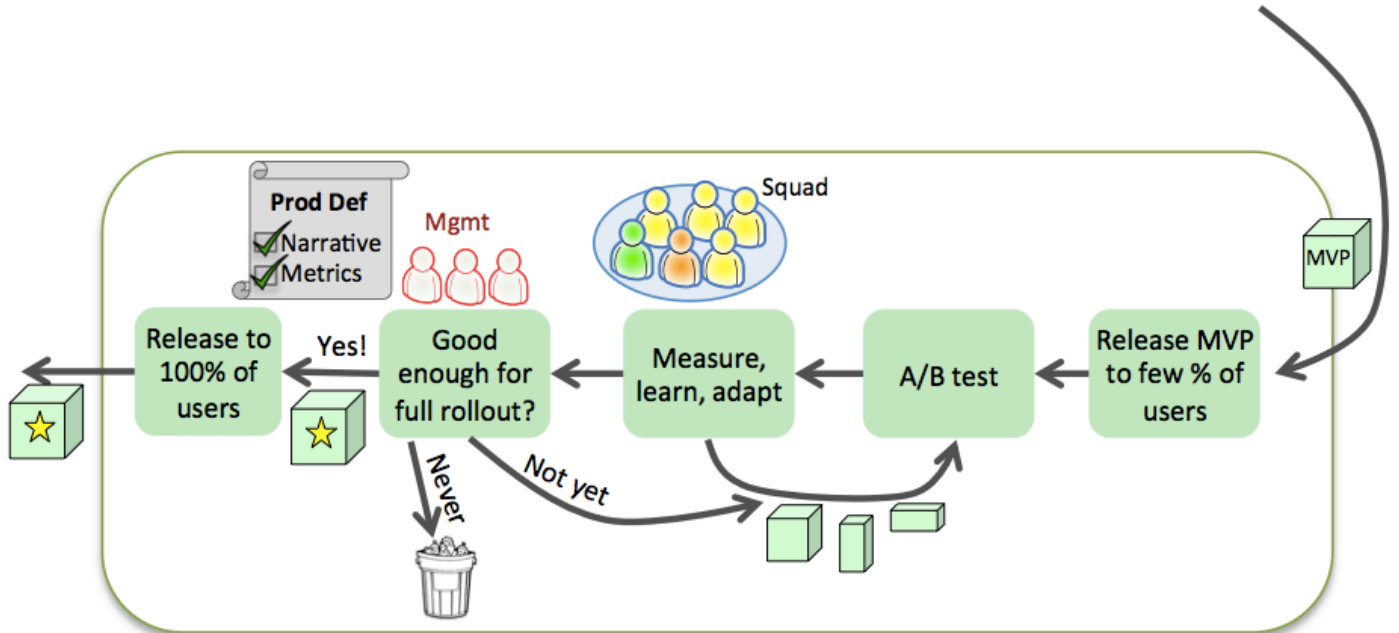 Prod Def
Narrative
Metrics
Mgmt
Squad
MVP
Release to
100% of
users
Yes!
Good
enough for
full rollout?
Measure,
learn, adapt
A/B test
Release MVP
to few % of
users
Never
Not yet